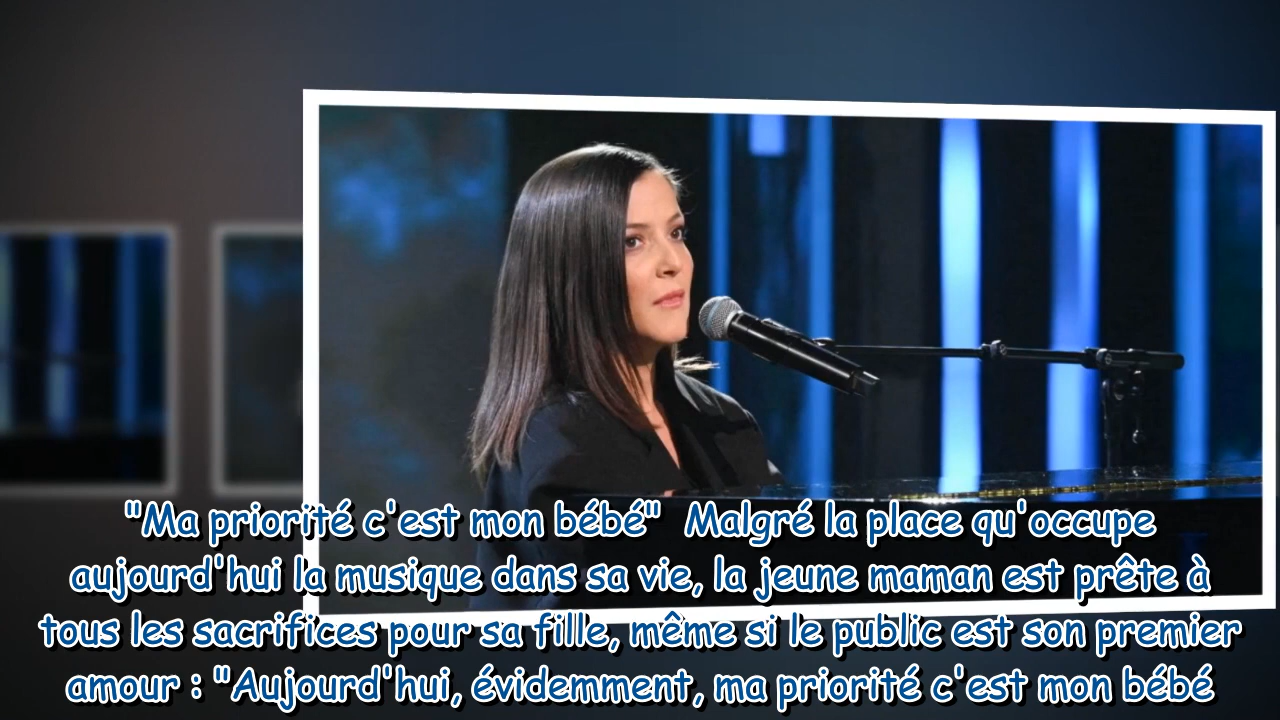 "Ma priorité c'est mon bébé"  Malgré la place qu'occupe
aujourd'hui la musique dans sa vie, la jeune maman est prête à
tous les sacrifices pour sa fille, même si le public est son premier
amour : "Aujourd'hui, évidemment, ma priorité c'est mon bébé